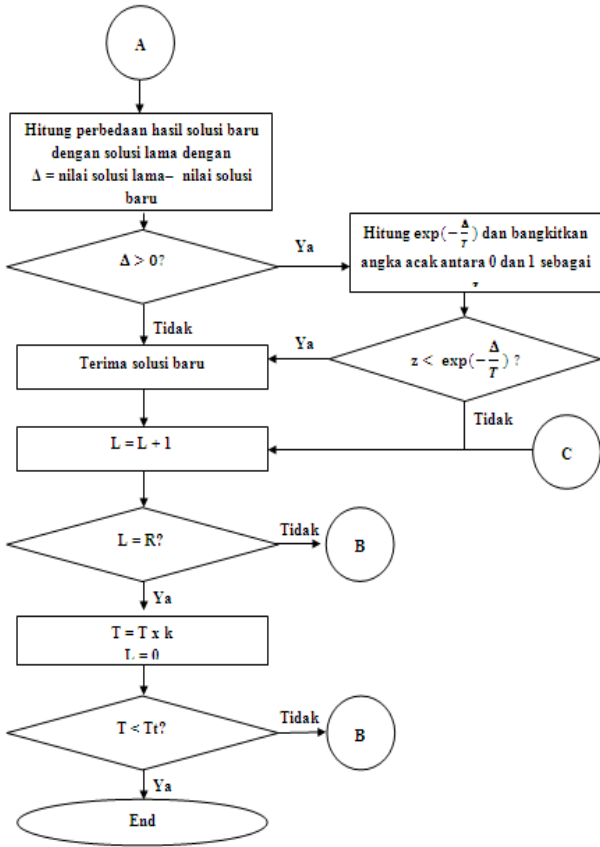 A
Hitung perbedaan hasil solusi baru
dengan solusi lama dengan
Δ = nilai solusi lama– nilai solusi
baru
Δ > 0?
Ya
Hitung exp(−Δ/T) dan bangkitkan
angka acak antara 0 dan 1 sebagai
Tidak
Terima solusi baru
Ya
z < exp(−Δ/T) ?
Tidak
L = L + 1
C
L = R?
Tidak
B
Ya
T = T x k
L = 0
T < Tt?
Tidak
B
Ya
End